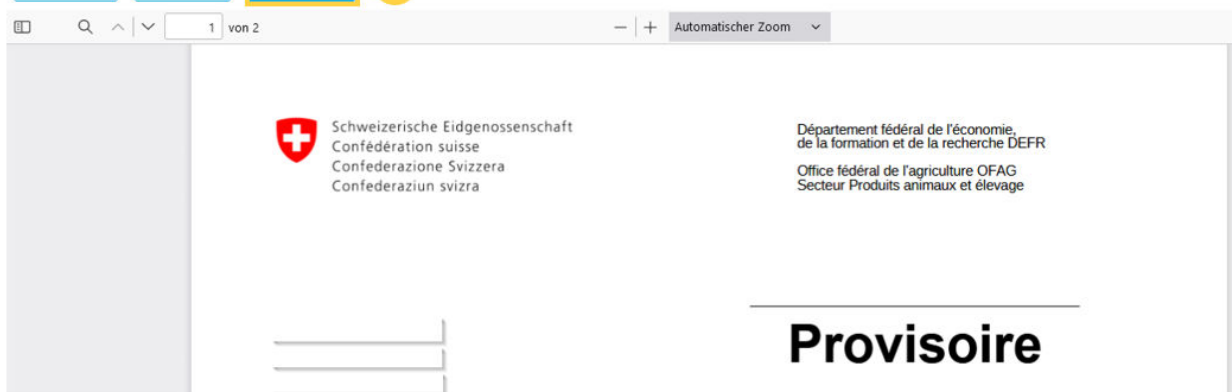 1 von 2
Automatischer Zoom
Schweizerische Eidgenossenschaft
Confédération suisse
Confederazione Svizzera
Confederaziun svizra
Département fédéral de l'économie,
de la formation et de la recherche DEFR
Office fédéral de l'agriculture OFAG
Secteur Produits animaux et élevage
Provisoire